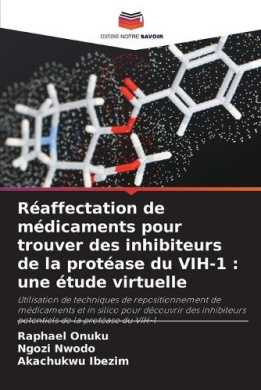 EDITIONS NOTRE SAVOIR
Réaffectation de
médicaments pour
trouver des inhibiteurs
de la protéase du VIH-1 :
une étude virtuelle
Utilisation de techniques de repositionnement de
médicaments et in silico pour découvrir des inhibiteurs
potentiels de la protéase du VIH-1
Raphael Onuku
Ngozi Nwodo
Akachukwu Ibezim